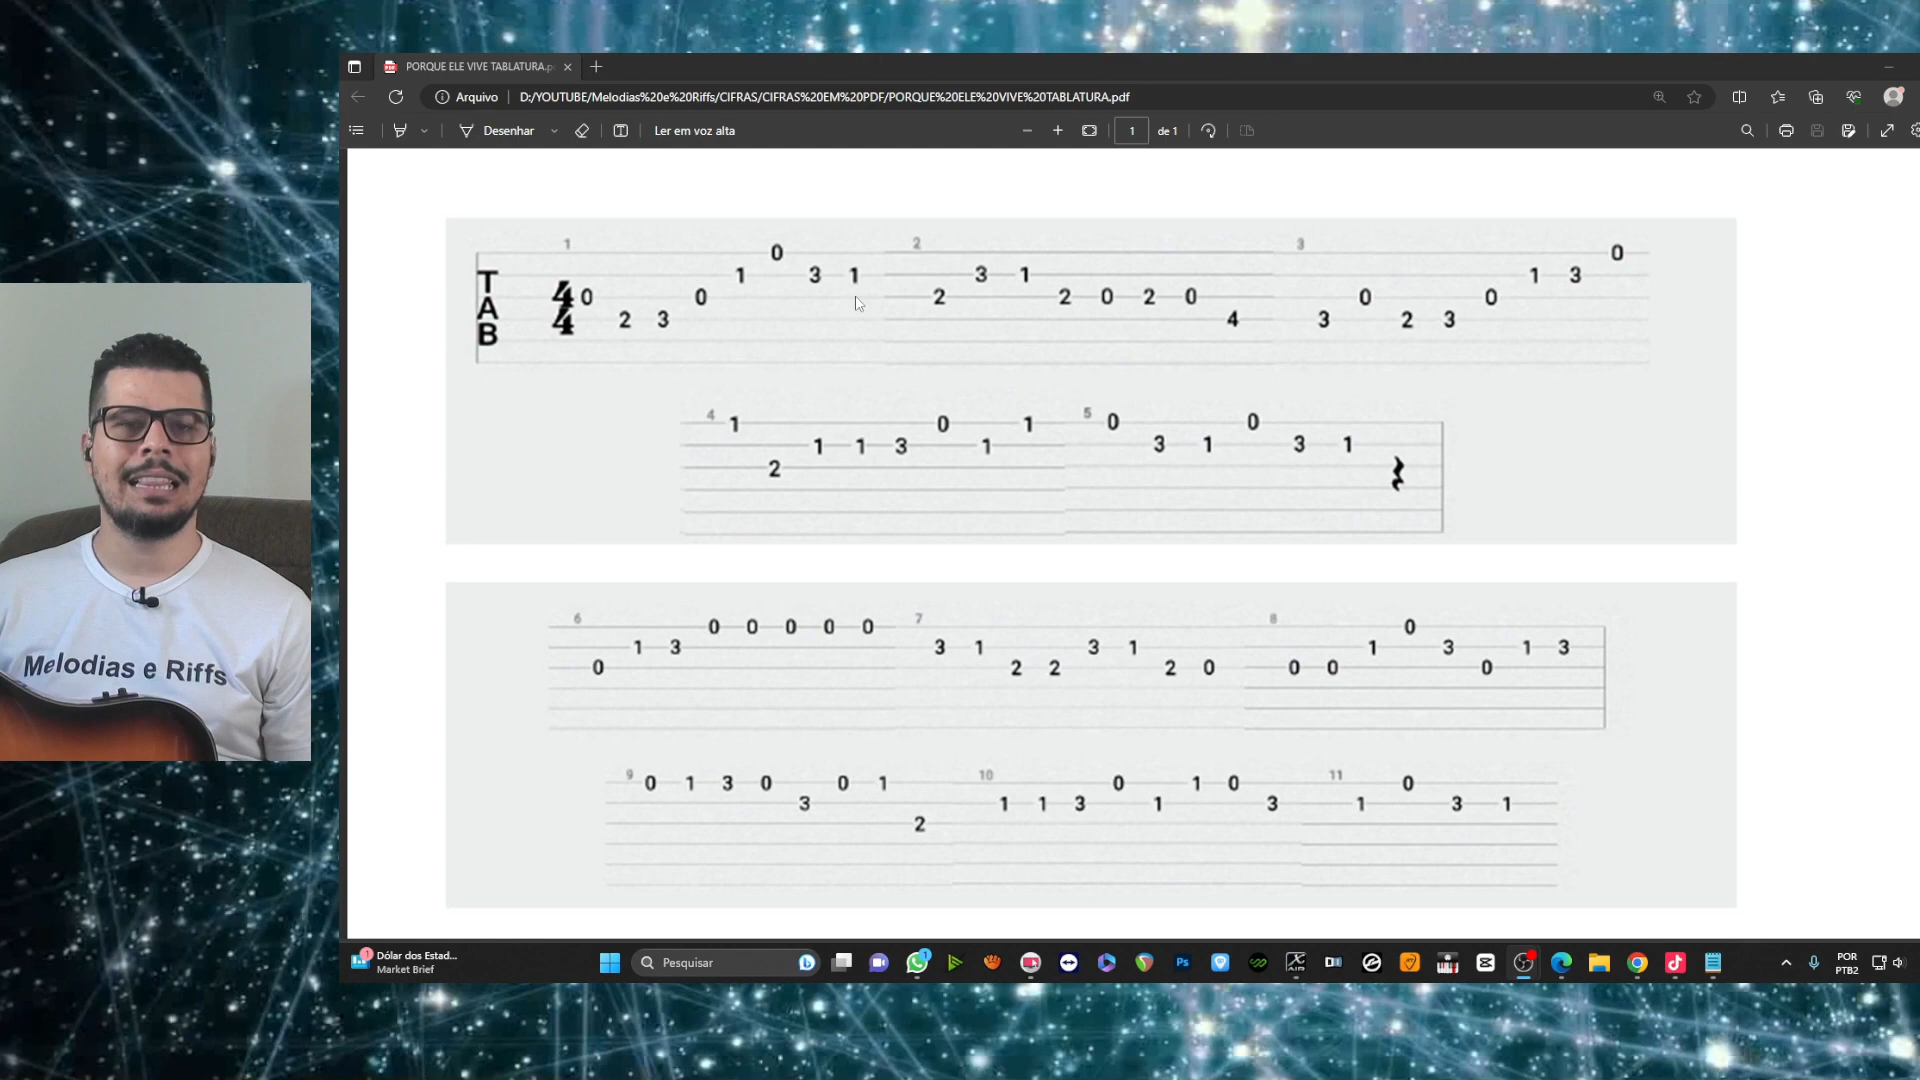 PORQUE ELE VIVE TABLATURA.p
Arquivo D:/YOUTUBE/Melodias%20e%20Riffs/CIFRAS/CIFRAS%20EM%20PDF/PORQUE%20ELE%20VIVE%20TABLATURA.pdf
Desenhar Ler em voz alta 1 de 1
1 2 3
0 0
1 3 1 3 1 1 3
T A B 4/4 0 0 2 2 0 2 0 0 0
2 3 4 3 2 3
4 1 0 1 5 0 0
1 1 3 1 3 1 3 1
2
6 7 8
0 0 0 0 0 0
1 3 3 1 3 1 1 3 1 3
0 2 2 2 0 0 0 0
9 10 11
0 1 3 0 0 1 0 1 0 0
3 1 1 3 1 3 1 3 1
2
Melodias e Riffs
Dólar dos Estad...
Market Brief
1
Pesquisar
Ps
X AIR
POR
PTB2